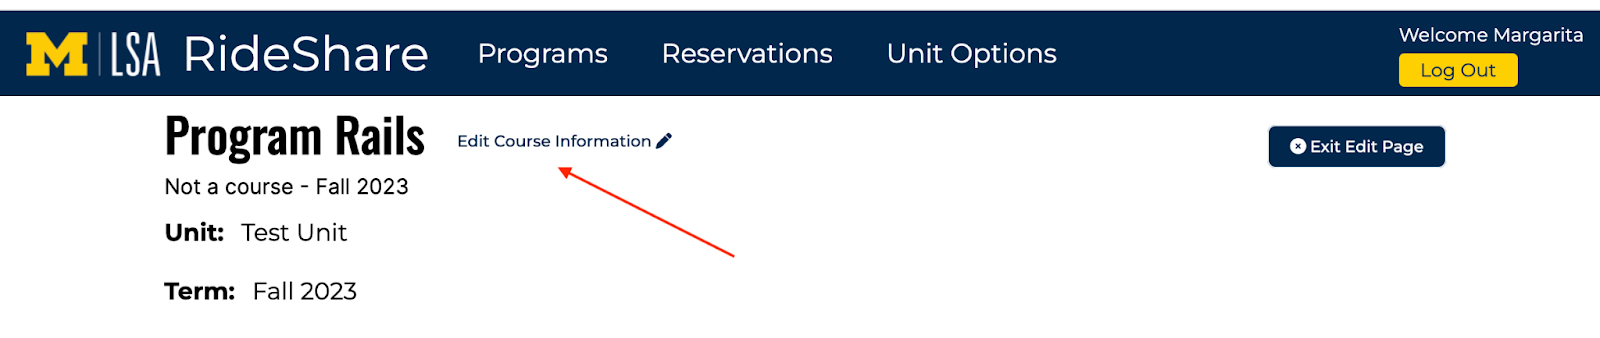 M LSA RideShare Programs Reservations Unit Options
Welcome Margarita
Log Out
Program Rails Edit Course Information
Exit Edit Page
Not a course - Fall 2023
Unit: Test Unit
Term: Fall 2023